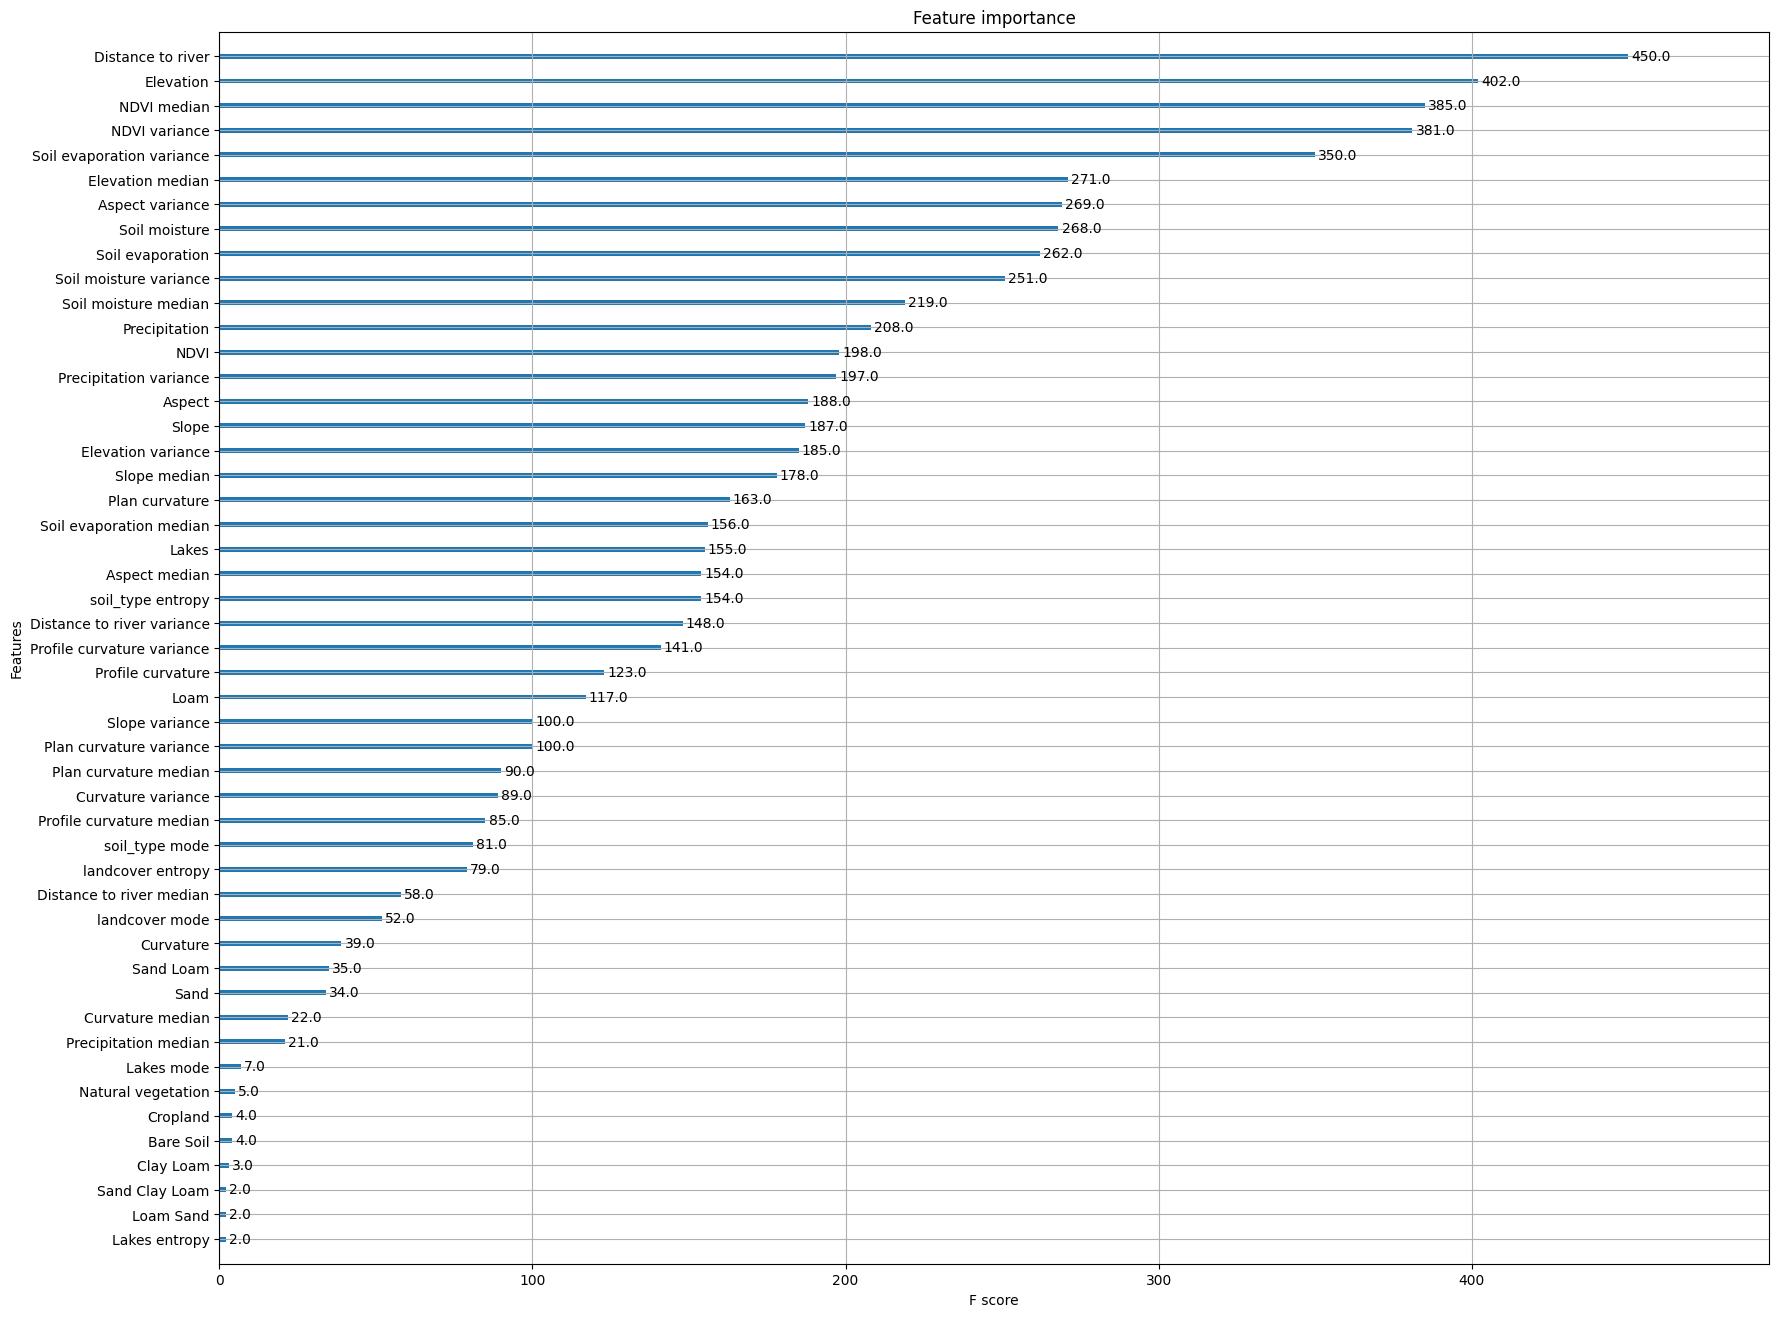 Feature importance
Distance to river 450.0
Elevation 402.0
NDVI median 385.0
NDVI variance 381.0
Soil evaporation variance 350.0
Elevation median 271.0
Aspect variance 269.0
Soil moisture 268.0
Soil evaporation 262.0
Soil moisture variance 251.0
Soil moisture median 219.0
Precipitation 208.0
NDVI 198.0
Precipitation variance 197.0
Aspect 188.0
Slope 187.0
Elevation variance 185.0
Slope median 178.0
Plan curvature 163.0
Soil evaporation median 156.0
Lakes 155.0
Aspect median 154.0
soil_type entropy 154.0
Distance to river variance 148.0
Profile curvature variance 141.0
Profile curvature 123.0
Loam 117.0
Slope variance 100.0
Plan curvature variance 100.0
Plan curvature median 90.0
Curvature variance 89.0
Profile curvature median 85.0
soil_type mode 81.0
landcover entropy 79.0
Distance to river median 58.0
landcover mode 52.0
Curvature 39.0
Sand Loam 35.0
Sand 34.0
Curvature median 22.0
Precipitation median 21.0
Lakes mode 7.0
Natural vegetation 5.0
Cropland 4.0
Bare Soil 4.0
Clay Loam 3.0
Sand Clay Loam 2.0
Loam Sand 2.0
Lakes entropy 2.0
Features
0 100 200 300 400
F score